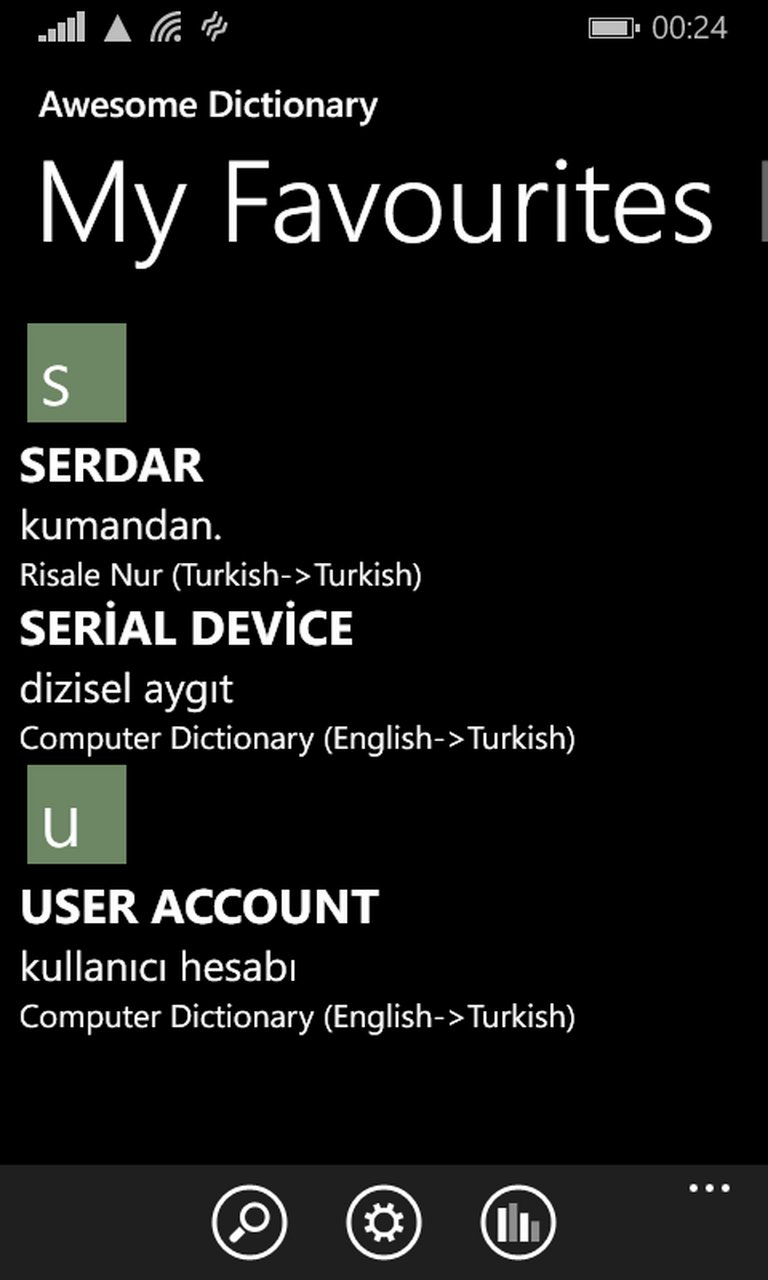 00:24
Awesome Dictionary
My Favourites
s
SERDAR
kumandan.
Risale Nur (Turkish->Turkish)
SERİAL DEVİCE
dizisel aygıt
Computer Dictionary (English->Turkish)
u
USER ACCOUNT
kullanıcı hesabı
Computer Dictionary (English->Turkish)